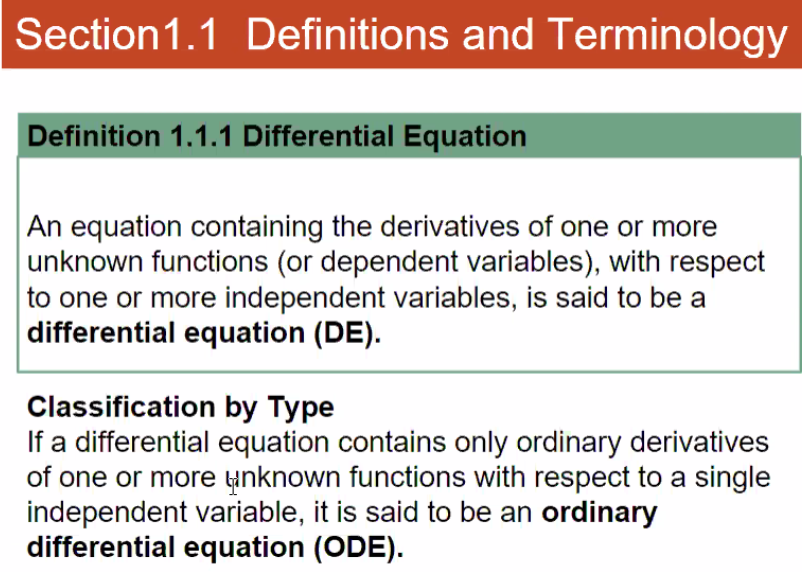 Section1.1 Definitions and Terminology
Definition 1.1.1 Differential Equation
An equation containing the derivatives of one or more
unknown functions (or dependent variables), with respect
to one or more independent variables, is said to be a
differential equation (DE).
Classification by Type
If a differential equation contains only ordinary derivatives
of one or more unknown functions with respect to a single
independent variable, it is said to be an ordinary
differential equation (ODE).